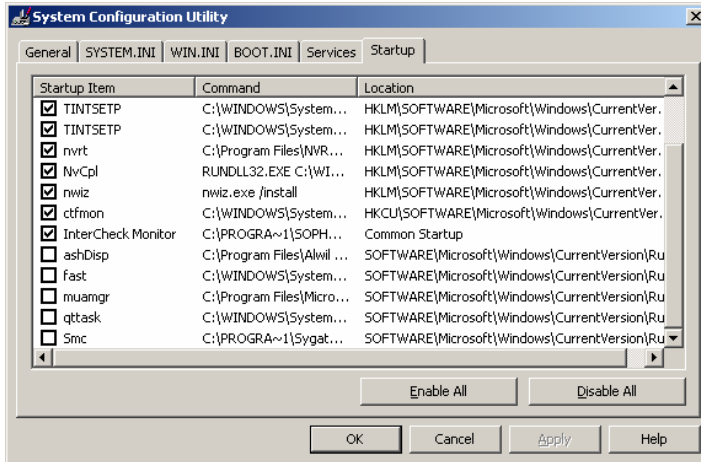 System Configuration Utility
General SYSTEM.INI WIN.INI BOOT.INI Services Startup
Startup Item Command Location
TINTSETP C:\WINDOWS\System... HKLM\SOFTWARE\Microsoft\Windows\CurrentVer.
TINTSETP C:\WINDOWS\System... HKLM\SOFTWARE\Microsoft\Windows\CurrentVer.
nvrt C:\Program Files\NVR... HKLM\SOFTWARE\Microsoft\Windows\CurrentVer.
NvCpl RUNDLL32.EXE C:\WI... HKLM\SOFTWARE\Microsoft\Windows\CurrentVer.
nwiz nwiz.exe /install HKLM\SOFTWARE\Microsoft\Windows\CurrentVer.
ctfmon C:\WINDOWS\System... HKCU\SOFTWARE\Microsoft\Windows\CurrentVer.
InterCheck Monitor C:\PROGRA~1\SOPH... Common Startup
ashDisp C:\Program Files\Alwil ... SOFTWARE\Microsoft\Windows\CurrentVersion\Ru
fast C:\WINDOWS\System... SOFTWARE\Microsoft\Windows\CurrentVersion\Ru
muamgr C:\Program Files\Micro... SOFTWARE\Microsoft\Windows\CurrentVersion\Ru
qttask C:\WINDOWS\System... SOFTWARE\Microsoft\Windows\CurrentVersion\Ru
Smc C:\PROGRA~1\Sygat... SOFTWARE\Microsoft\Windows\CurrentVersion\Ru
Enable All Disable All
OK Cancel Apply Help